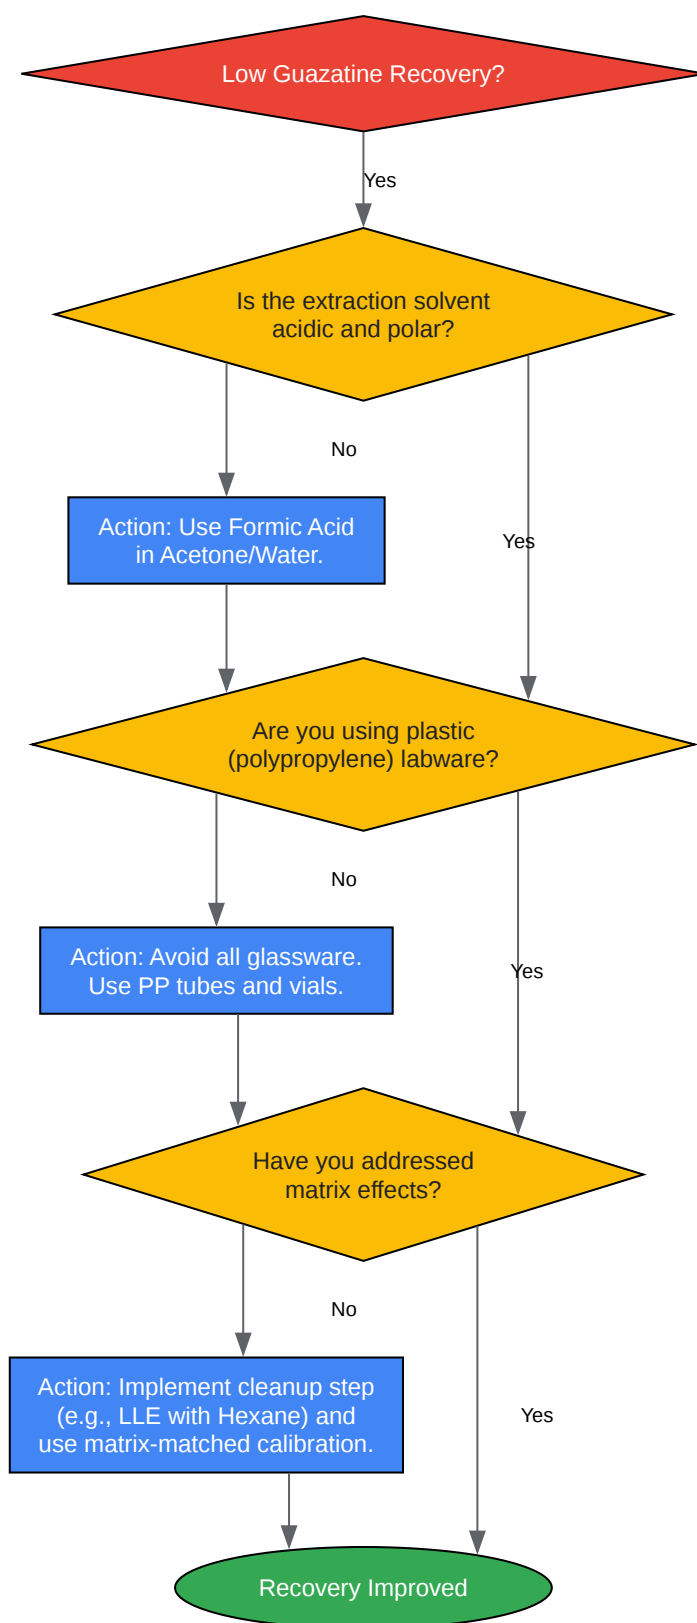 Low Guazatine Recovery?
Yes
Is the extraction solvent
acidic and polar?
No
Action: Use Formic Acid
in Acetone/Water.
Yes
Are you using plastic
(polypropylene) labware?
No
Action: Avoid all glassware.
Use PP tubes and vials.
Yes
Have you addressed
matrix effects?
No
Action: Implement cleanup step
(e.g., LLE with Hexane) and
use matrix-matched calibration.
Yes
Recovery Improved